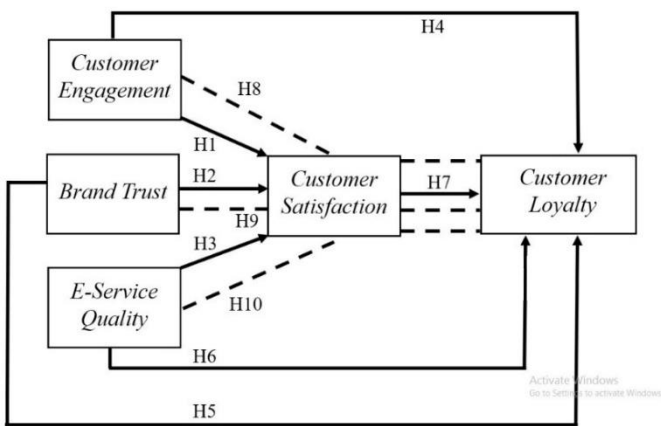 H4
Customer
Engagement
H8
H1
H2
Brand Trust
Customer
Satisfaction
H7
Customer
Loyalty
H9
H3
E-Service
Quality
H10
H6
Activate Windows
Go to Settings to activate Windows
H5